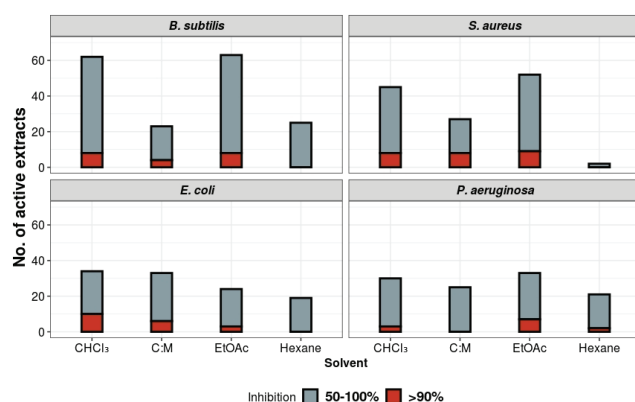 B. subtilis
S. aureus
60
40
20
0
No. of active extracts
E. coli
P. aeruginosa
60
40
20
0
CHCl₃ C:M EtOAc Hexane
CHCl₃ C:M EtOAc Hexane
Solvent
Inhibition 50-100% >90%